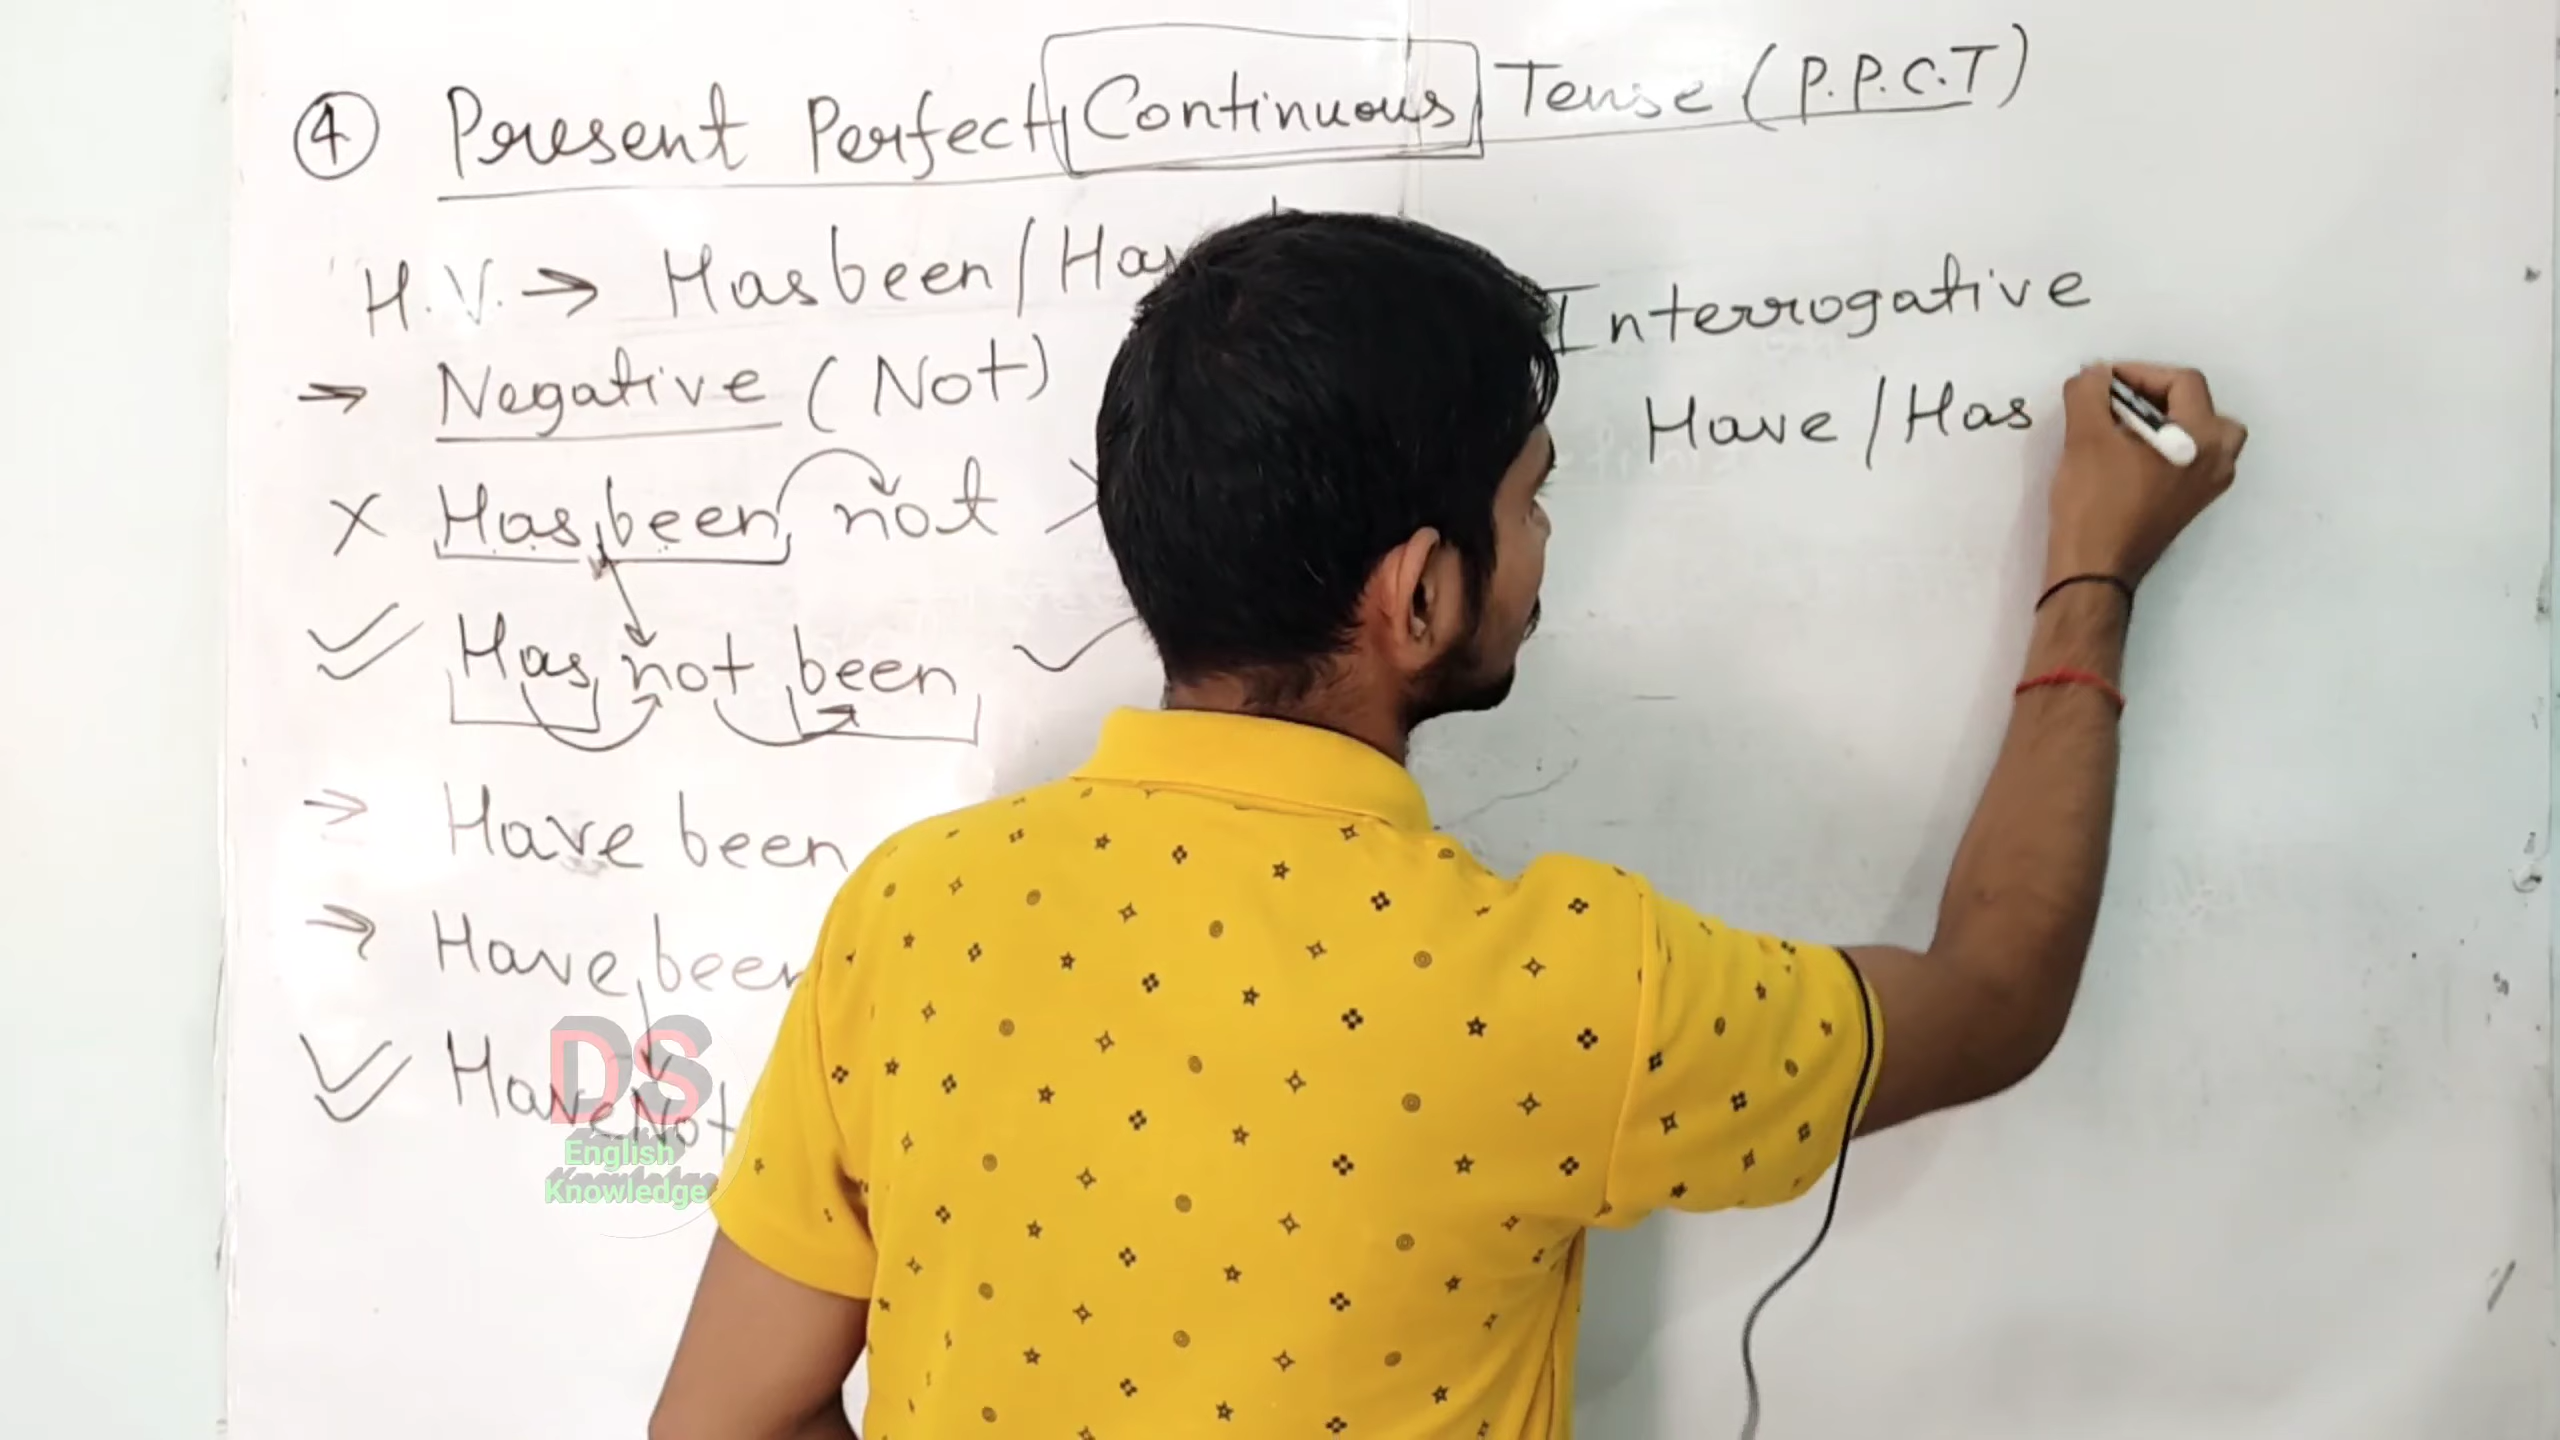 ④ Present Perfect Continuous Tense (P.P.C.T)
H.V. → Has been / Ha
→ Negative (Not)
X Has been not X
Has not been
→ Have been
→ Have been
Have Not
Interrogative
Have / Has
DS
English
Knowledge